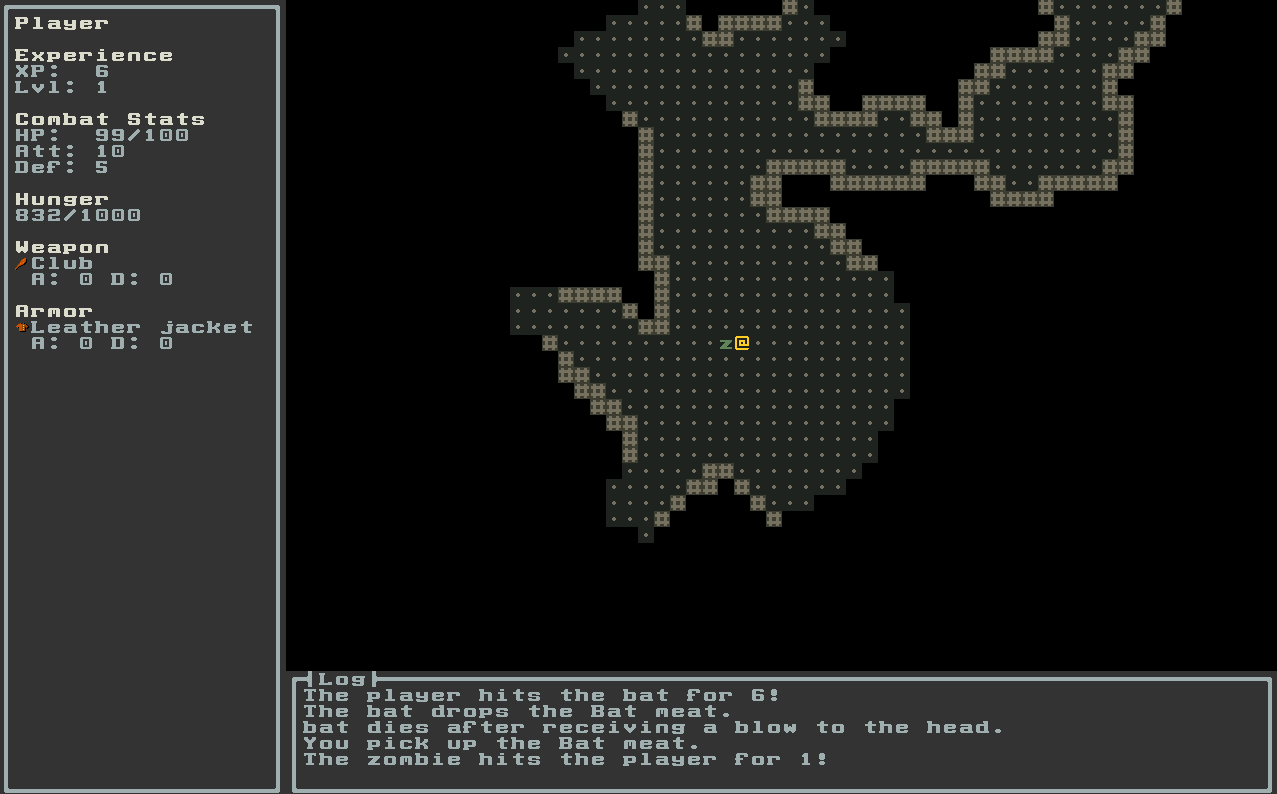 Player
Experience
XP: 6
Lvl: 1
Combat Stats
HP: 99/100
Att: 10
Def: 5
Hunger
832/1000
Weapon
Club
A: 0 D: 0
Armor
Leather jacket
A: 0 D: 0
z@
Log
The player hits the bat for 6!
The bat drops the Bat meat.
bat dies after receiving a blow to the head.
You pick up the Bat meat.
The zombie hits the player for 1!